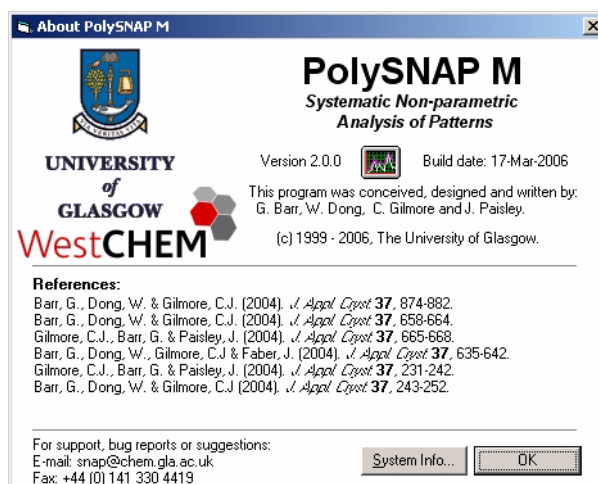 About PolySNAP M
PolySNAP M
Systematic Non-parametric
Analysis of Patterns
UNIVERSITY
of
GLASGOW
WestCHEM
Version 2.0.0
Build date: 17-Mar-2006
This program was conceived, designed and written by:
G. Barr, W. Dong, C. Gilmore and J. Paisley.
(c) 1999 - 2006, The University of Glasgow.
References:
Barr, G., Dong, W. & Gilmore, C.J. (2004). J. Appl Cryst 37, 874-882.
Barr, G., Dong, W. & Gilmore, C.J. (2004). J. Appl Cryst 37, 658-664.
Gilmore, C.J., Barr, G. & Paisley, J. (2004). J. Appl Cryst 37, 665-668.
Barr, G., Dong, W., Gilmore, C.J & Faber, J. (2004). J. Appl Cryst 37, 635-642.
Gilmore, C.J., Barr, G. & Paisley, J. (2004). J. Appl Cryst 37, 231-242.
Barr, G., Dong, W. & Gilmore, C.J (2004). J. Appl Cryst 37, 243-252.
For support, bug reports or suggestions:
E-mail: snap@chem.gla.ac.uk
Fax: +44 (0) 141 330 4419
System Info...
OK